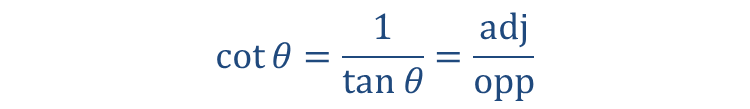 cot θ = 1/tan θ = adj/opp